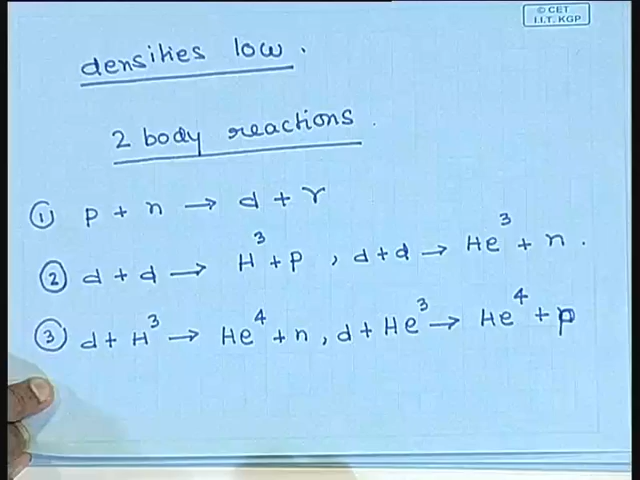 © CET
I.I.T. KGP
densities low.
2 body reactions.
① p + n → d + γ
② d + d → H³ + p , d + d → He³ + n .
③ d + H³ → He⁴ + n , d + He³ → He⁴ + p